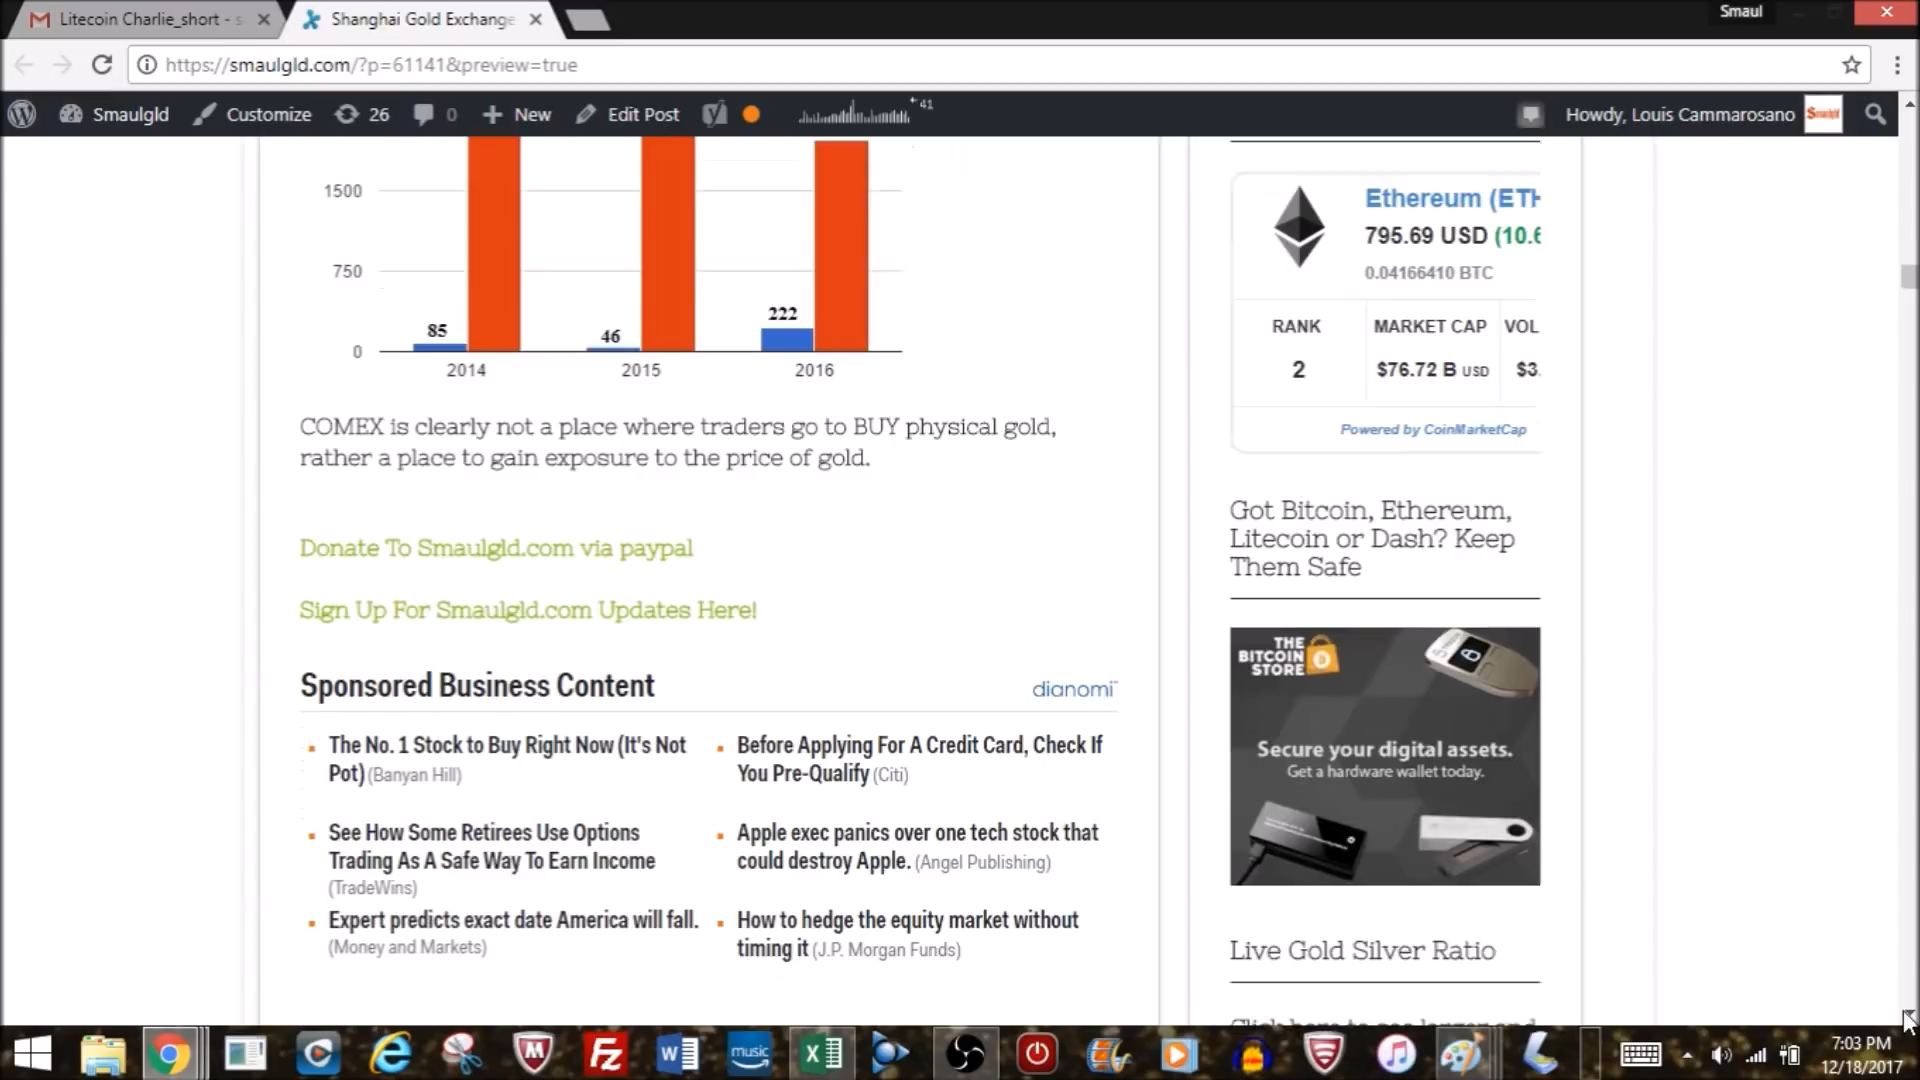 Litecoin Charlie_short - s
Shanghai Gold Exchange
Smaul
https://smaulgld.com/?p=61141&preview=true
Smaulgld
Customize
26
0
New
Edit Post
41
Howdy, Louis Cammarosano
Smaulgld
1500
750
0
85
46
222
2014
2015
2016
COMEX is clearly not a place where traders go to BUY physical gold,
rather a place to gain exposure to the price of gold.
Donate To Smaulgld.com via paypal
Sign Up For Smaulgld.com Updates Here!
Sponsored Business Content
dianomi
The No. 1 Stock to Buy Right Now (It's Not
Pot) (Banyan Hill)
Before Applying For A Credit Card, Check If
You Pre-Qualify (Citi)
See How Some Retirees Use Options
Trading As A Safe Way To Earn Income
(TradeWins)
Apple exec panics over one tech stock that
could destroy Apple. (Angel Publishing)
Expert predicts exact date America will fall.
(Money and Markets)
How to hedge the equity market without
timing it (J.P. Morgan Funds)
Ethereum (ETH
795.69 USD (10.6
0.04166410 BTC
RANK
MARKET CAP
VOL
2
$76.72 B USD
$3.
Powered by CoinMarketCap
Got Bitcoin, Ethereum,
Litecoin or Dash? Keep
Them Safe
THE
BITCOIN
STORE
Secure your digital assets.
Get a hardware wallet today.
Live Gold Silver Ratio
Click here to see larger and
music
7:03 PM
12/18/2017